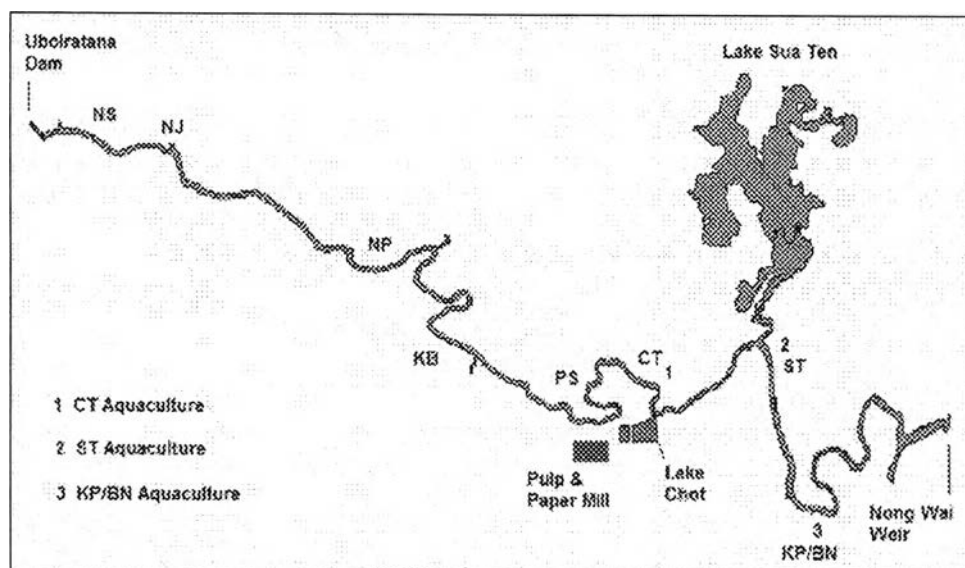 Ubolratana
Dam
NS
NJ
Lake Sua Ten
NP
KB
PS
CT
1
2
ST
1 CT Aquaculture
2 ST Aquaculture
3 KP/BN Aquaculture
Pulp &
Paper Mill
Lake
Chot
3
KP/BN
Nong Wai
Weir